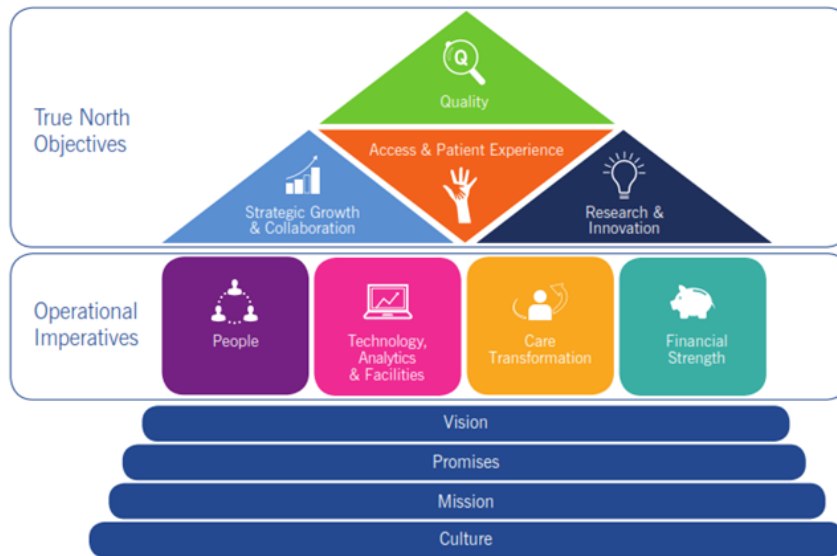 Q
Quality
True North
Objectives
Access & Patient Experience
Strategic Growth
& Collaboration
Research &
Innovation
Operational
Imperatives
People
Technology,
Analytics
& Facilities
Care
Transformation
Financial
Strength
Vision
Promises
Mission
Culture